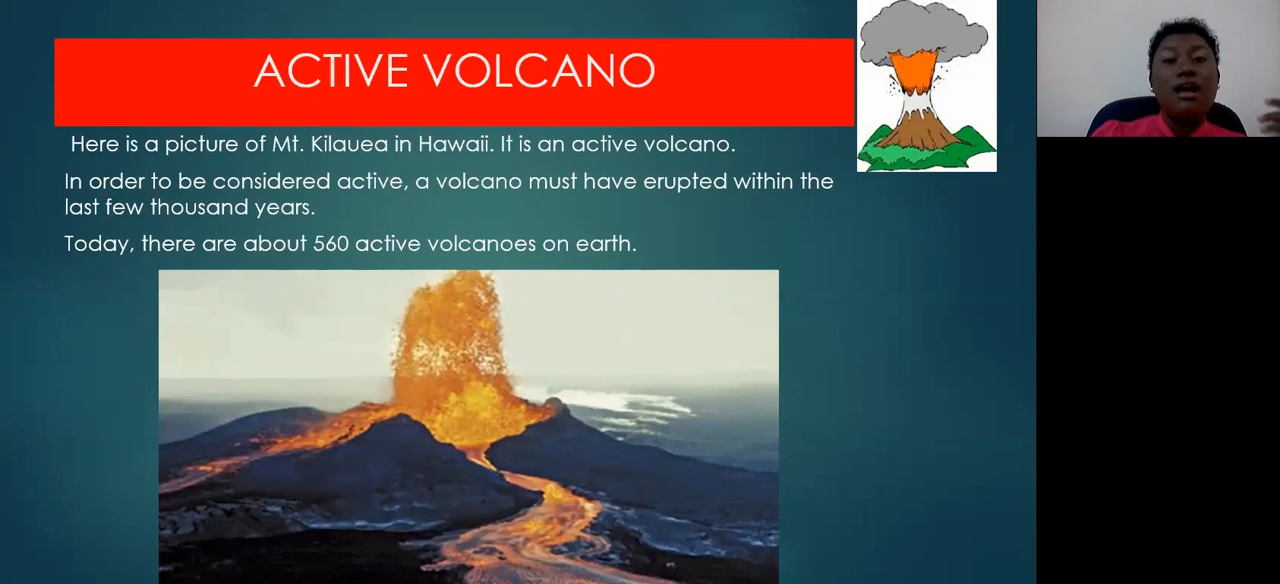 ACTIVE VOLCANO
Here is a picture of Mt. Kilauea in Hawaii. It is an active volcano.
In order to be considered active, a volcano must have erupted within the
last few thousand years.
Today, there are about 560 active volcanoes on earth.